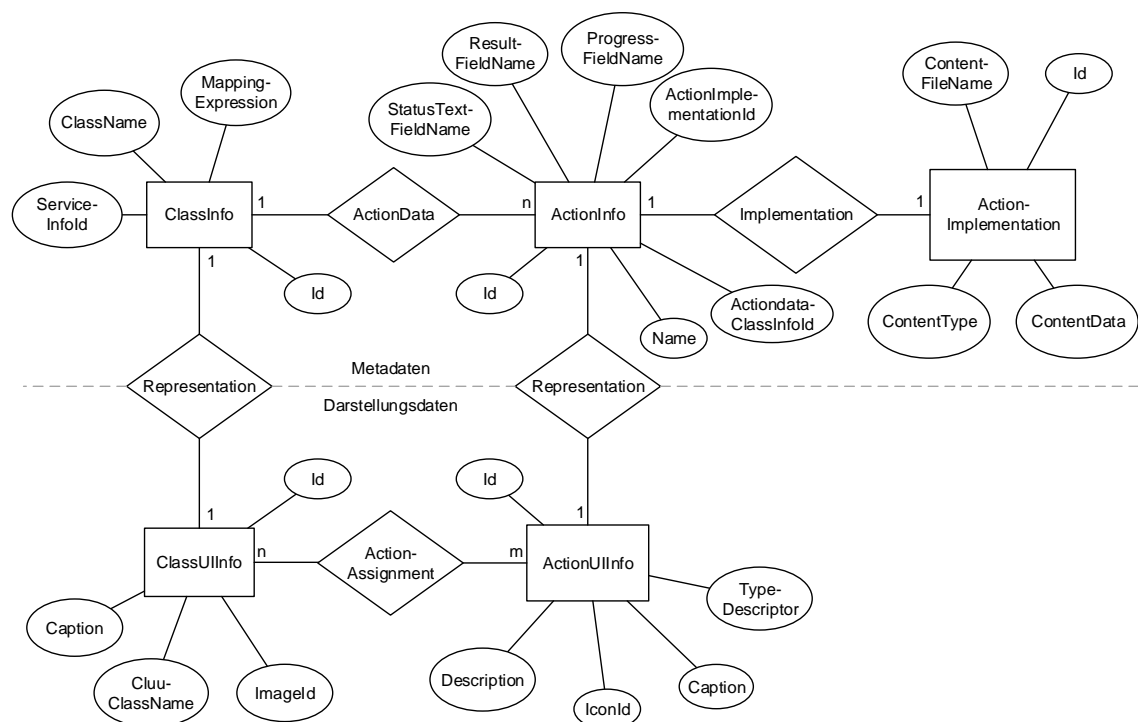 Result-
FieldName
Progress-
FieldName
Content-
FileName
Id
Mapping-
Expression
StatusText-
FieldName
ActionImple-
mentationId
ClassName
Service-
InfoId
ClassInfo
1
ActionData
n
ActionInfo
1
Implementation
1
Action-
Implementation
1
Id
Id
1
Name
Actiondata-
ClassInfoId
ContentType
ContentData
Representation
Metadaten
Darstellungsdaten
Representation
Id
Id
1
1
ClassUIInfo
n
Action-
Assignment
m
ActionUIInfo
Type-
Descriptor
Caption
Cluu-
ClassName
ImageId
Description
IconId
Caption